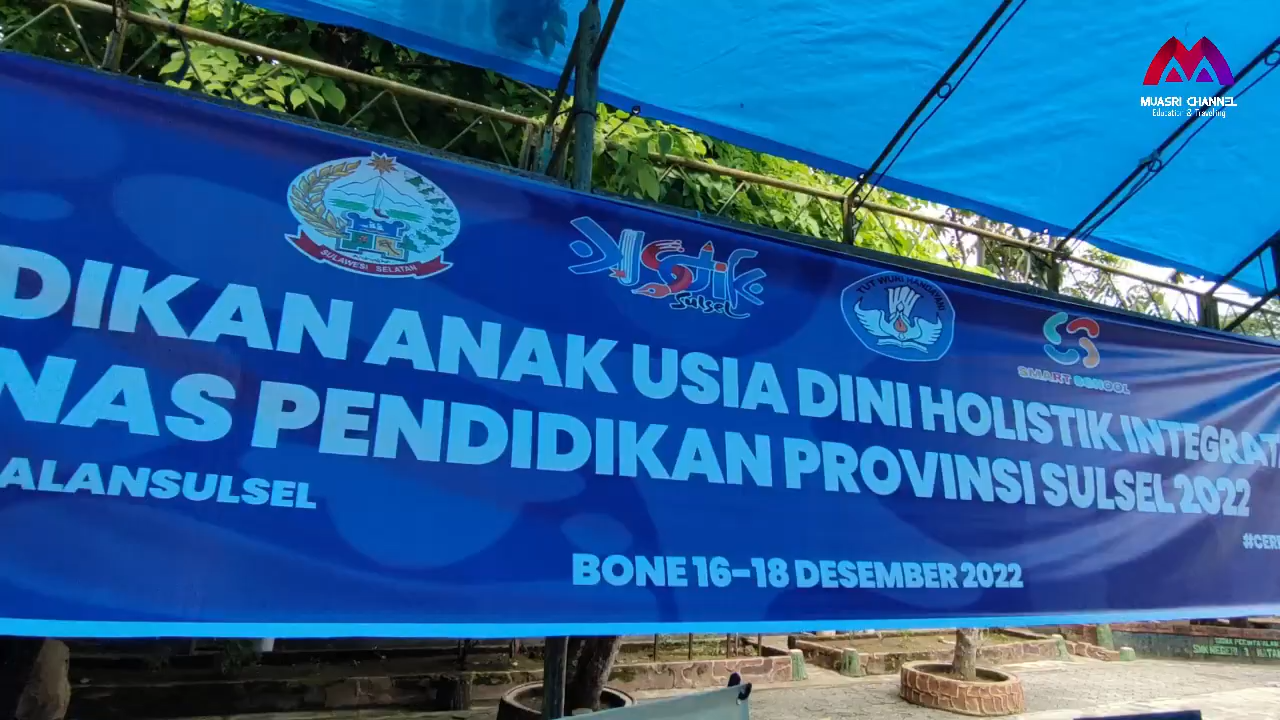 MUASRI CHANNEL
Education & Traveling
SULAWESI SELATAN
Sulsel
TUT WURI HANDAYANI
SMART SCHOOL
DIKAN ANAK USIA DINI HOLISTIK INTEGRAT
NAS PENDIDIKAN PROVINSI SULSEL 2022
ALANSULSEL
#CER
BONE 16-18 DESEMBER 2022